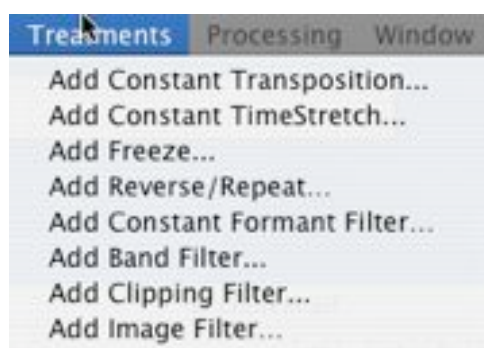 Treatments Processing Window
Add Constant Transposition...
Add Constant TimeStretch...
Add Freeze...
Add Reverse/Repeat...
Add Constant Formant Filter...
Add Band Filter...
Add Clipping Filter...
Add Image Filter...